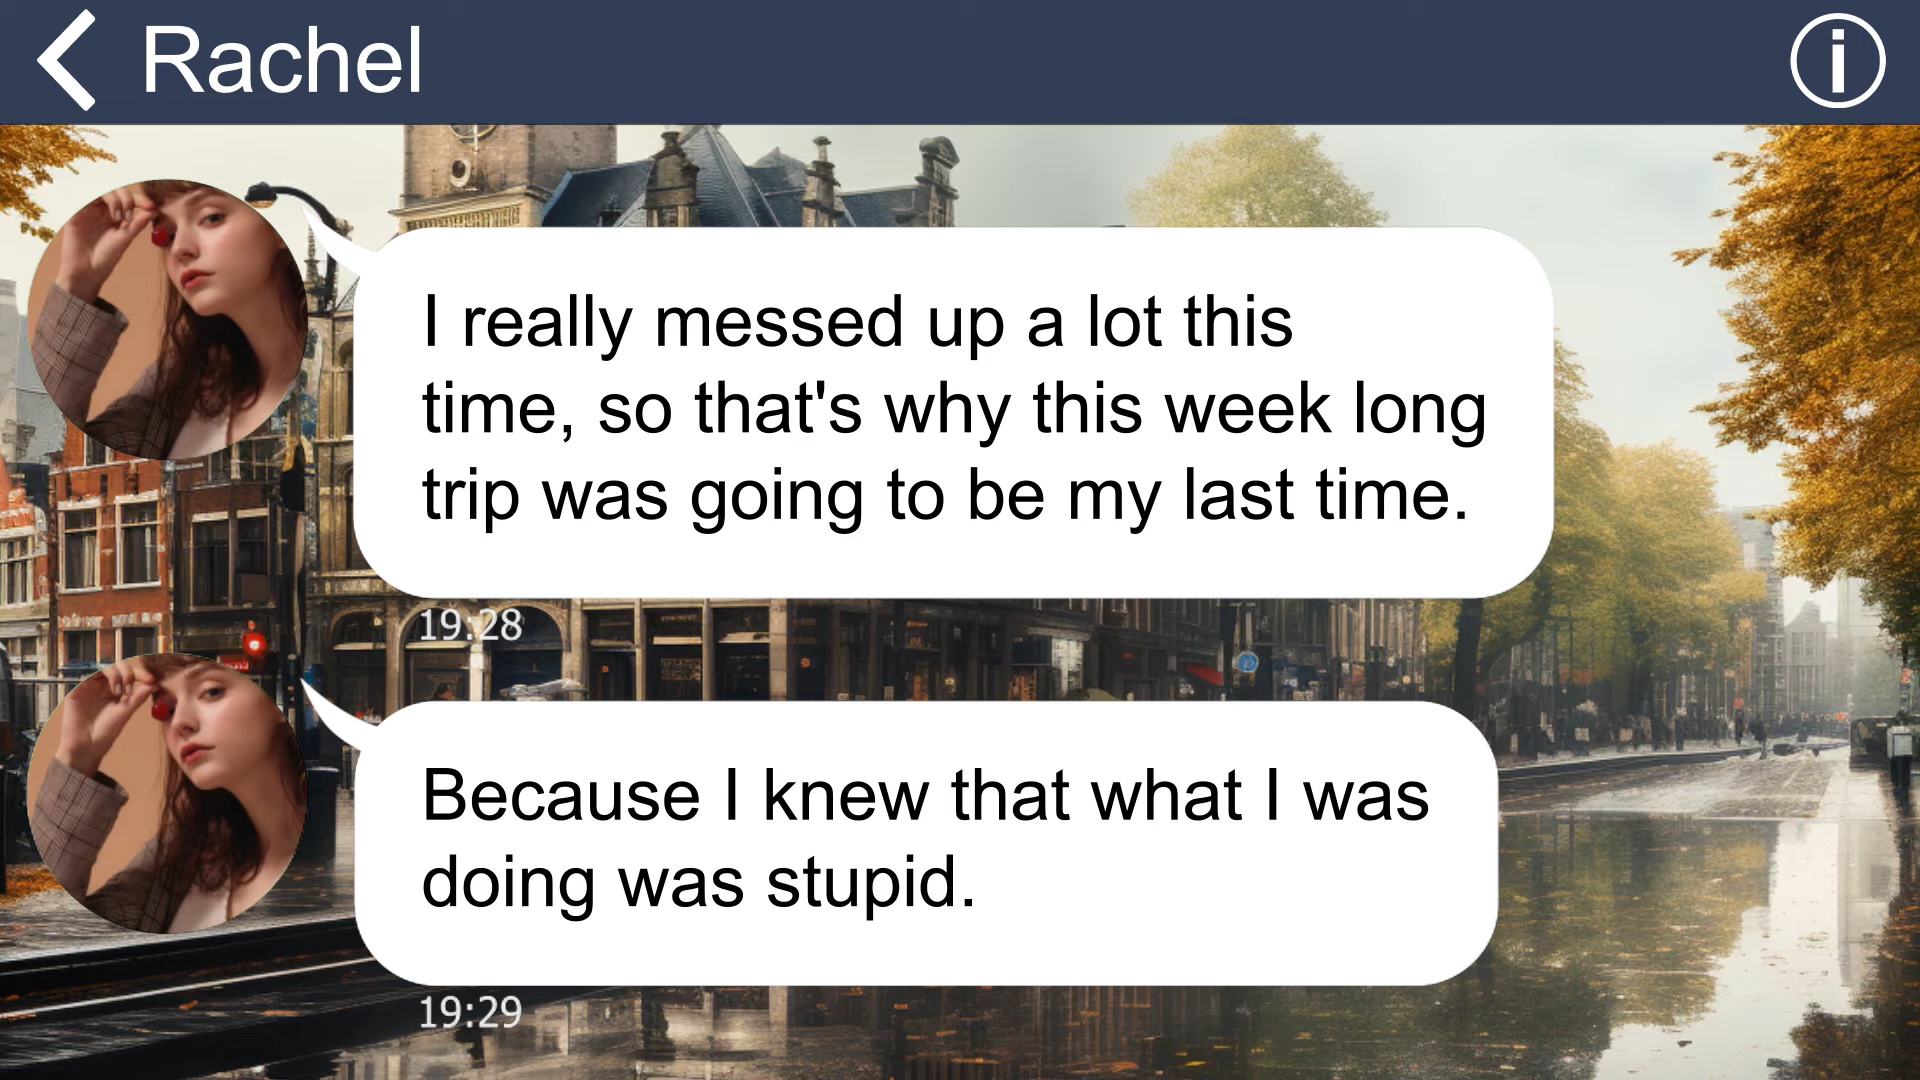 Rachel
I really messed up a lot this
time, so that's why this week long
trip was going to be my last time.
19:28
Because I knew that what I was
doing was stupid.
19:29